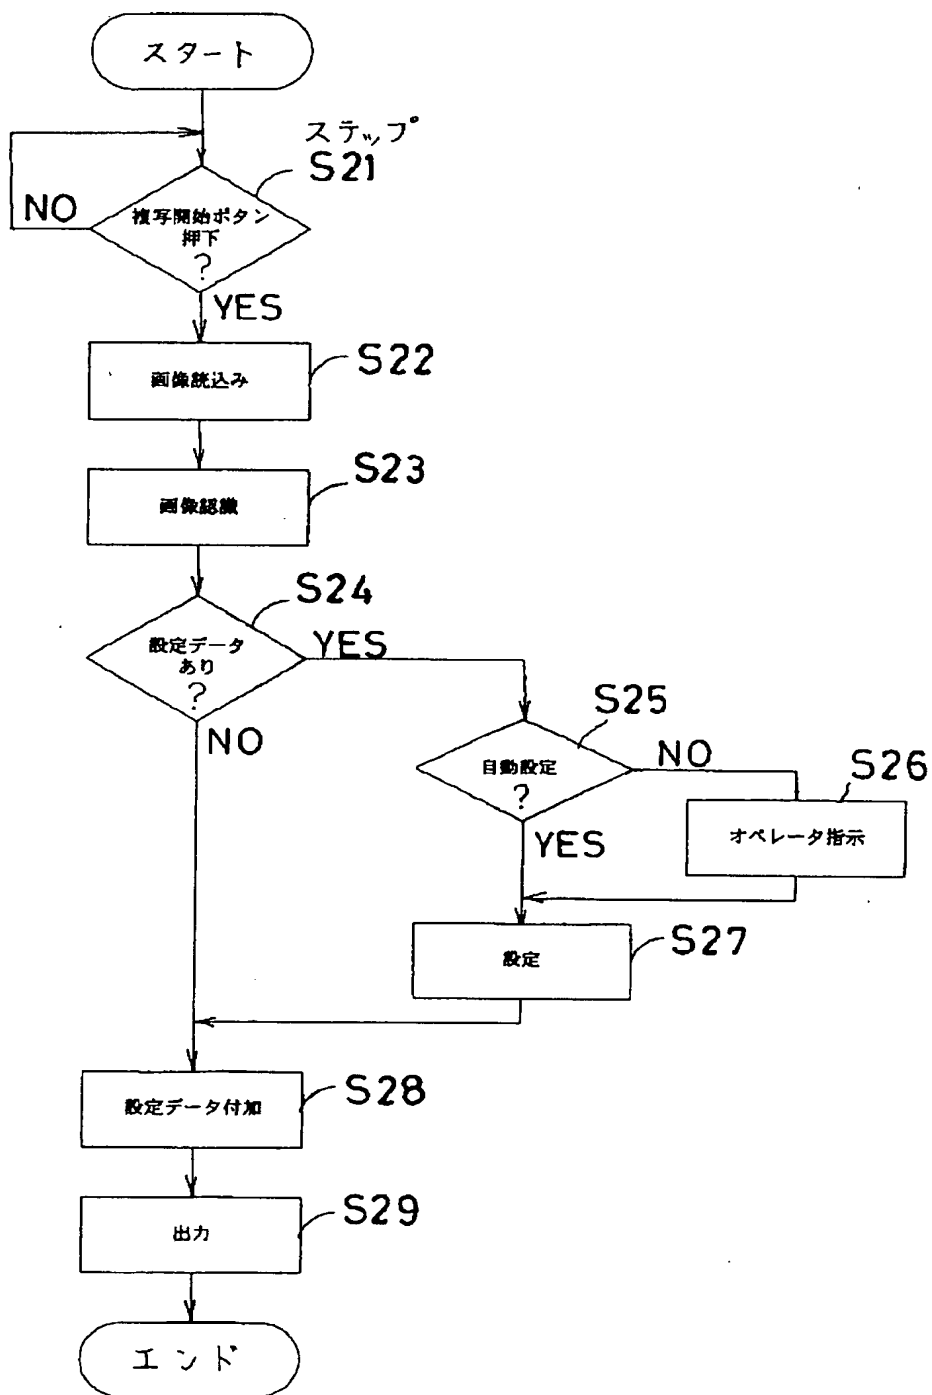 スタート
ステップ
S21
NO
複写開始ボタン
押下
?
YES
S22
画像読込み
S23
画像認識
S24
設定データ
あり
?
YES
NO
S25
自動設定
?
NO
YES
S26
オペレータ指示
S27
設定
S28
設定データ付加
S29
出力
エンド